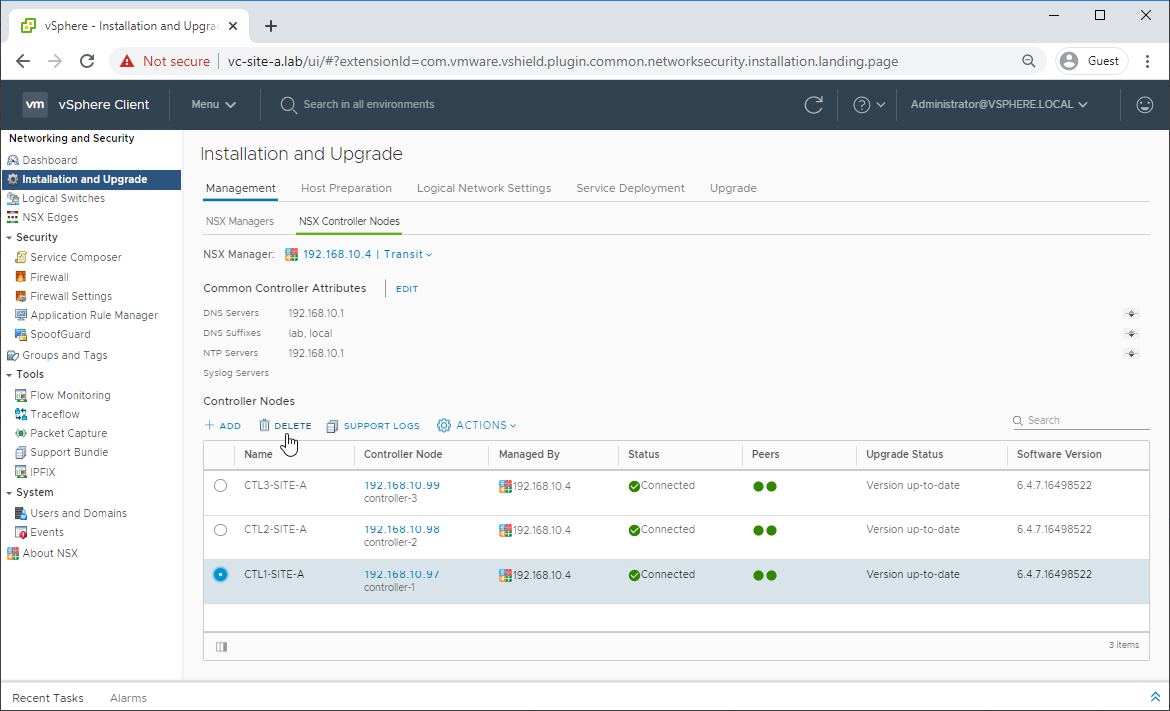 vSphere - Installation and Upgra
Not secure
vc-site-a.lab/ui/#?extensionId=com.vmware.vshield.plugin.common.networksecurity.installation.landing.page
Guest
vm vSphere Client
Menu
Search in all environments
Administrator@VSPHERE.LOCAL
Networking and Security
Dashboard
Installation and Upgrade
Logical Switches
NSX Edges
Security
Service Composer
Firewall
Firewall Settings
Application Rule Manager
SpoofGuard
Groups and Tags
Tools
Flow Monitoring
Traceflow
Packet Capture
Support Bundle
IPFIX
System
Users and Domains
Events
About NSX
Installation and Upgrade
Management Host Preparation Logical Network Settings Service Deployment Upgrade
NSX Managers NSX Controller Nodes
NSX Manager: 192.168.10.4 | Transit
Common Controller Attributes EDIT
DNS Servers 192.168.10.1
DNS Suffixes lab, local
NTP Servers 192.168.10.1
Syslog Servers
Controller Nodes
+ ADD DELETE SUPPORT LOGS ACTIONS
Search
Name Controller Node Managed By Status Peers Upgrade Status Software Version
CTL3-SITE-A 192.168.10.99 192.168.10.4 Connected Version up-to-date 6.4.7.16498522
controller-3
CTL2-SITE-A 192.168.10.98 192.168.10.4 Connected Version up-to-date 6.4.7.16498522
controller-2
CTL1-SITE-A 192.168.10.97 192.168.10.4 Connected Version up-to-date 6.4.7.16498522
controller-1
3 items
Recent Tasks Alarms